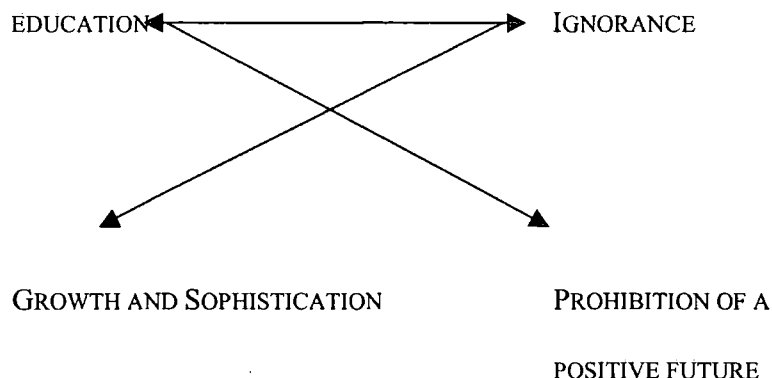 EDUCATION IGNORANCE
GROWTH AND SOPHISTICATION PROHIBITION OF A
POSITIVE FUTURE